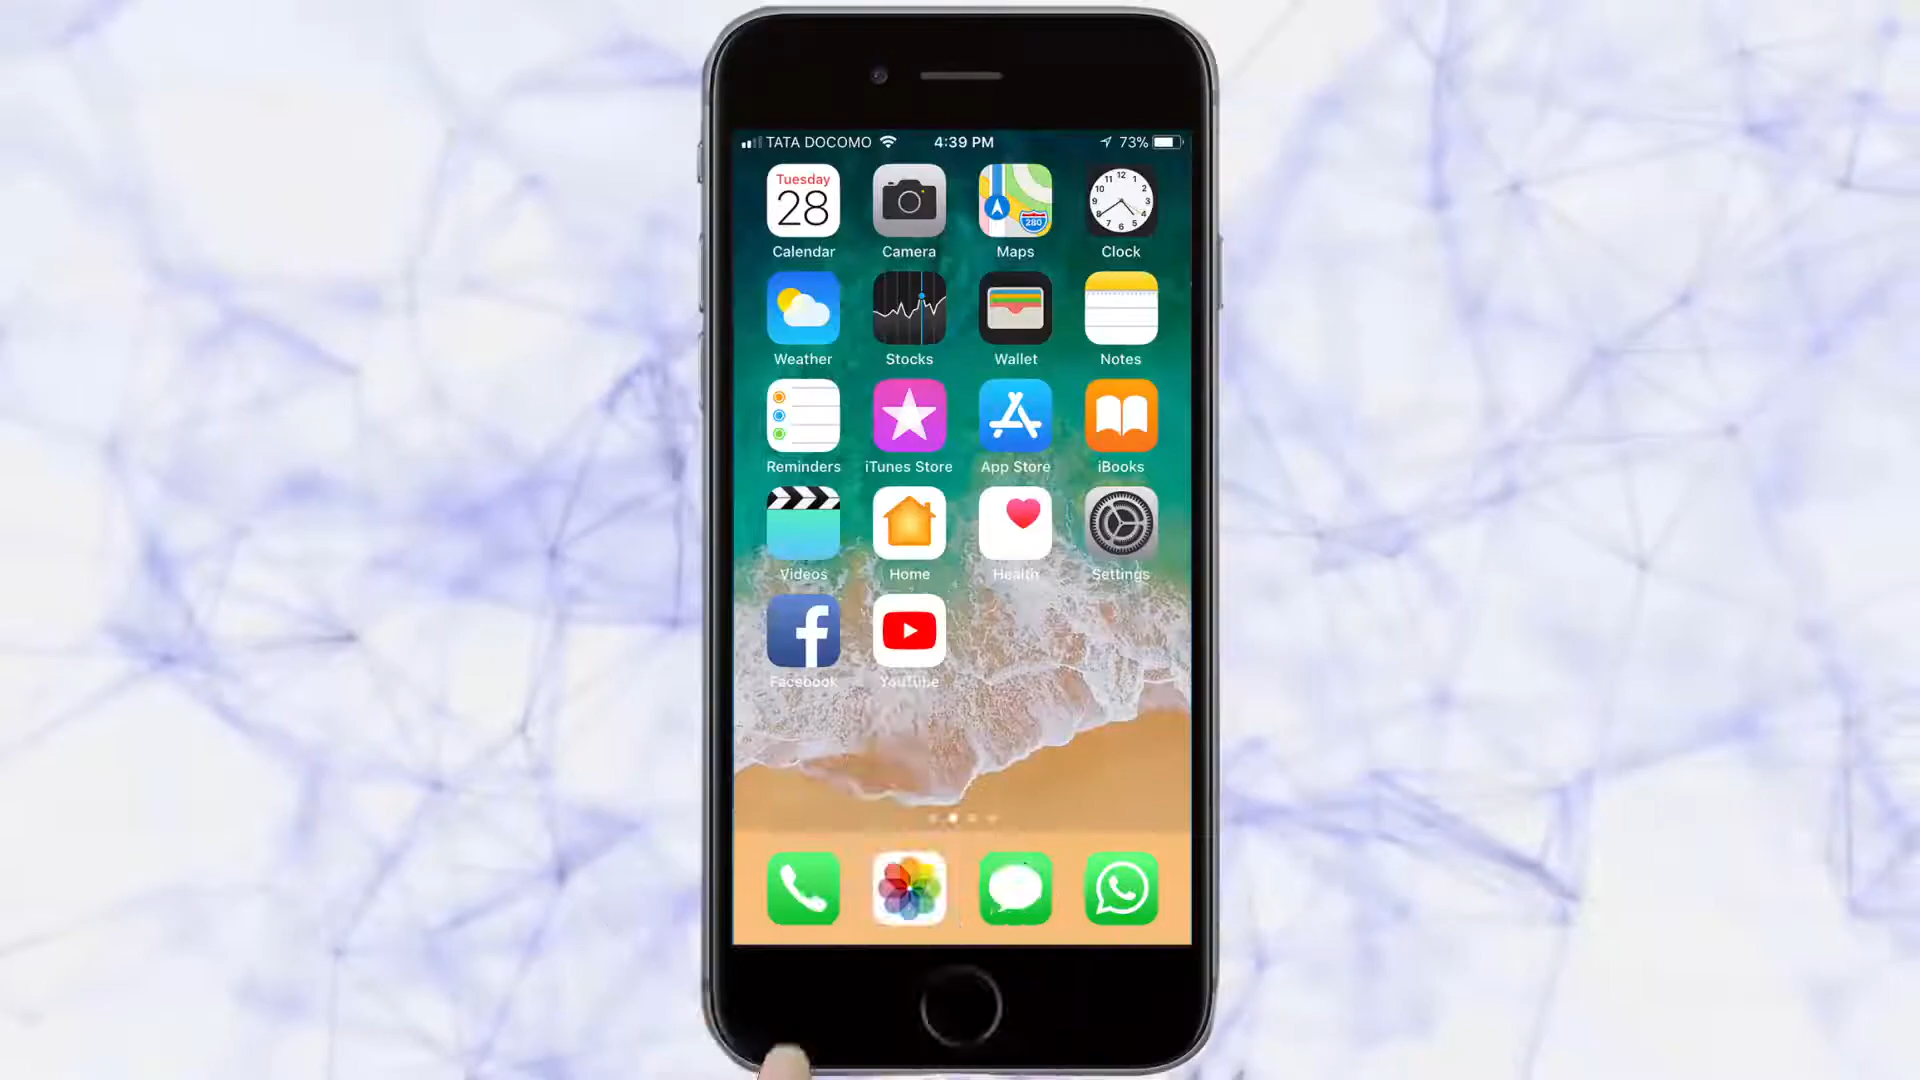 TATA DOCOMO 4:39 PM 73%
Tuesday
28
280
Calendar Camera Maps Clock
Weather Stocks Wallet Notes
Reminders iTunes Store App Store iBooks
Videos Home Health Settings
Facebook YouTube